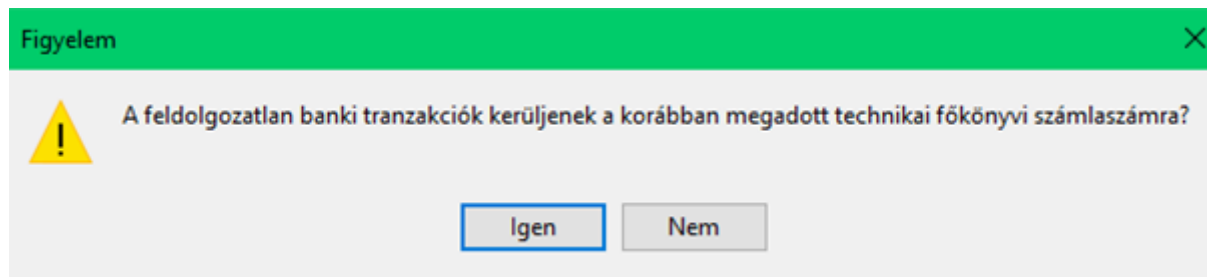 Figyelem
A feldolgozatlan banki tranzakciók kerüljenek a korábban megadott technikai főkönyvi számlaszámra?
Igen Nem